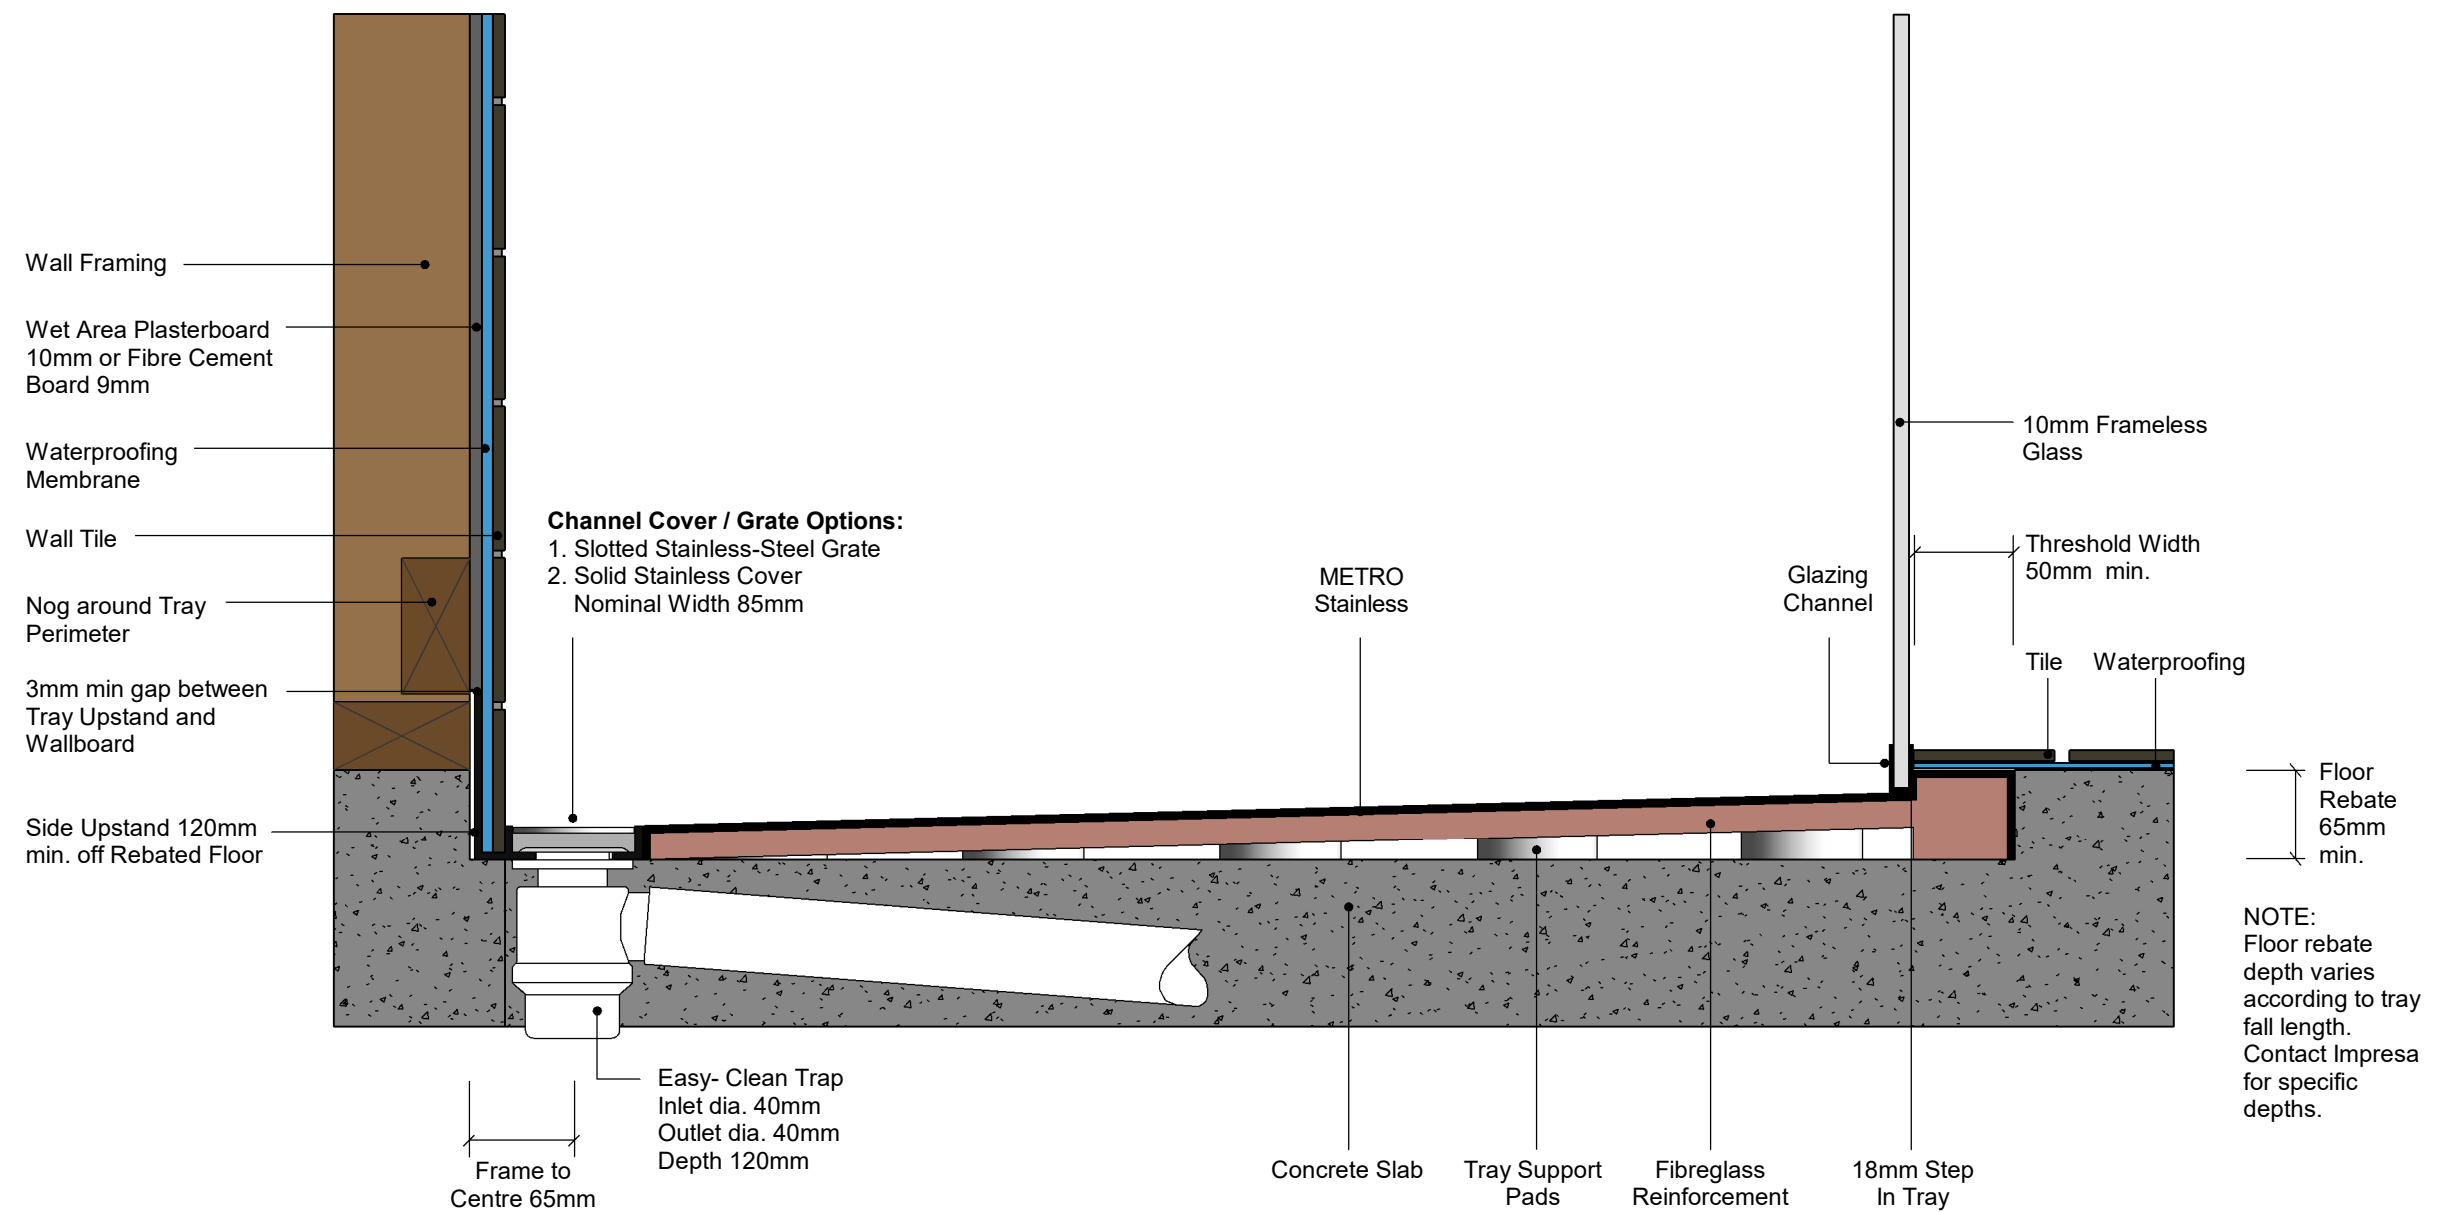 Wall Framing
Wet Area Plasterboard
10mm or Fibre Cement
Board 9mm
Waterproofing
Membrane
Wall Tile
Nog around Tray
Perimeter
3mm min gap between
Tray Upstand and
Wallboard
Side Upstand 120mm
min. off Rebated Floor
Channel Cover / Grate Options:
1. Slotted Stainless-Steel Grate
2. Solid Stainless Cover
Nominal Width 85mm
METRO
Stainless
Glazing
Channel
10mm Frameless
Glass
Threshold Width
50mm  min.
Tile
Waterproofing
Floor
Rebate
65mm
min.
NOTE:
Floor rebate
depth varies
according to tray
fall length.
Contact Impresa
for specific
depths.
Easy- Clean Trap
Inlet dia. 40mm
Outlet dia. 40mm
Depth 120mm
Frame to
Centre 65mm
Concrete Slab
Tray Support
Pads
Fibreglass
Reinforcement
18mm Step
In Tray